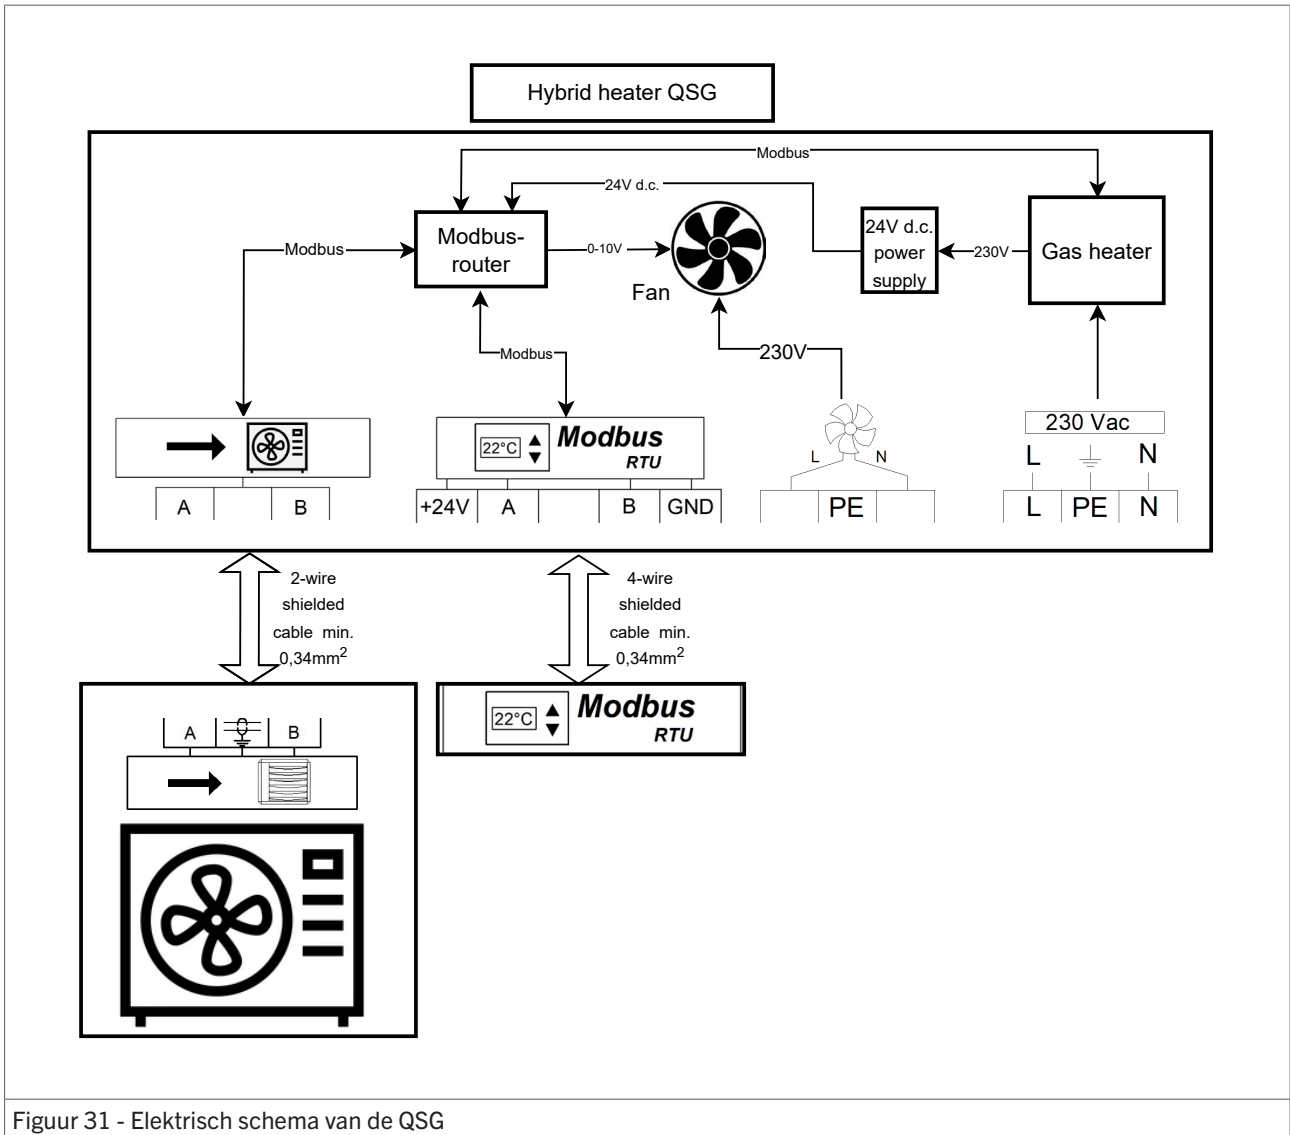 Hybrid heater QSG
Modbus
24V d.c.
Modbus-
router
Modbus
0-10V
Fan
24V d.c.
power
supply
230V
Gas heater
Modbus
230V
22°C
Modbus
RTU
L N
230 Vac
L N
A B
+24V A B GND
PE
L PE N
2-wire
shielded
cable min.
0,34mm²
4-wire
shielded
cable min.
0,34mm²
A B
22°C
Modbus
RTU
Figuur 31 - Elektrisch schema van de QSG